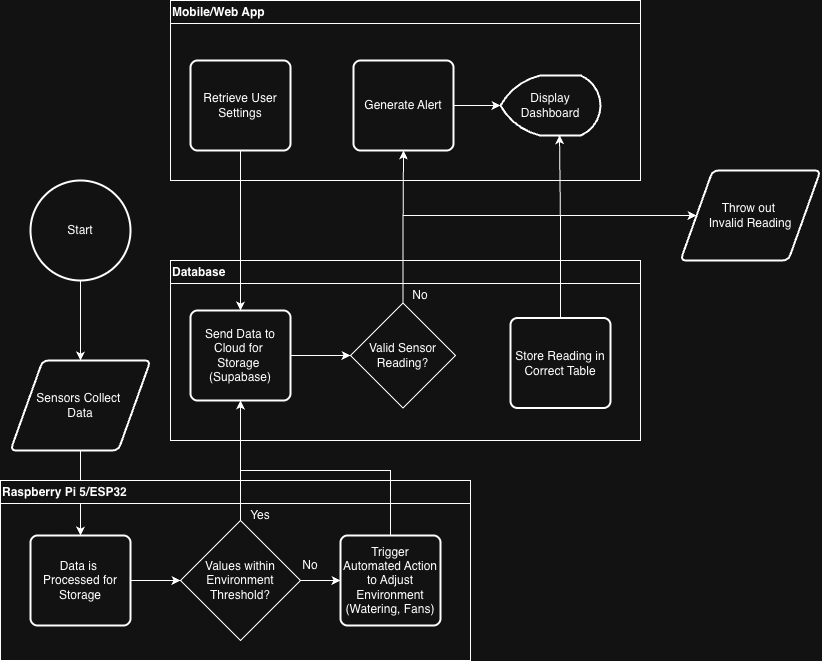 Mobile/Web App
Retrieve User
Settings
Generate Alert
Display
Dashboard
Throw out
Invalid Reading
Start
Database
No
Send Data to
Cloud for
Storage
(Supabase)
Valid Sensor
Reading?
Store Reading in
Correct Table
Sensors Collect
Data
Raspberry Pi 5/ESP32
Yes
Data is
Processed for
Storage
Values within
Environment
Threshold?
No
Trigger
Automated Action
to Adjust
Environment
(Watering, Fans)